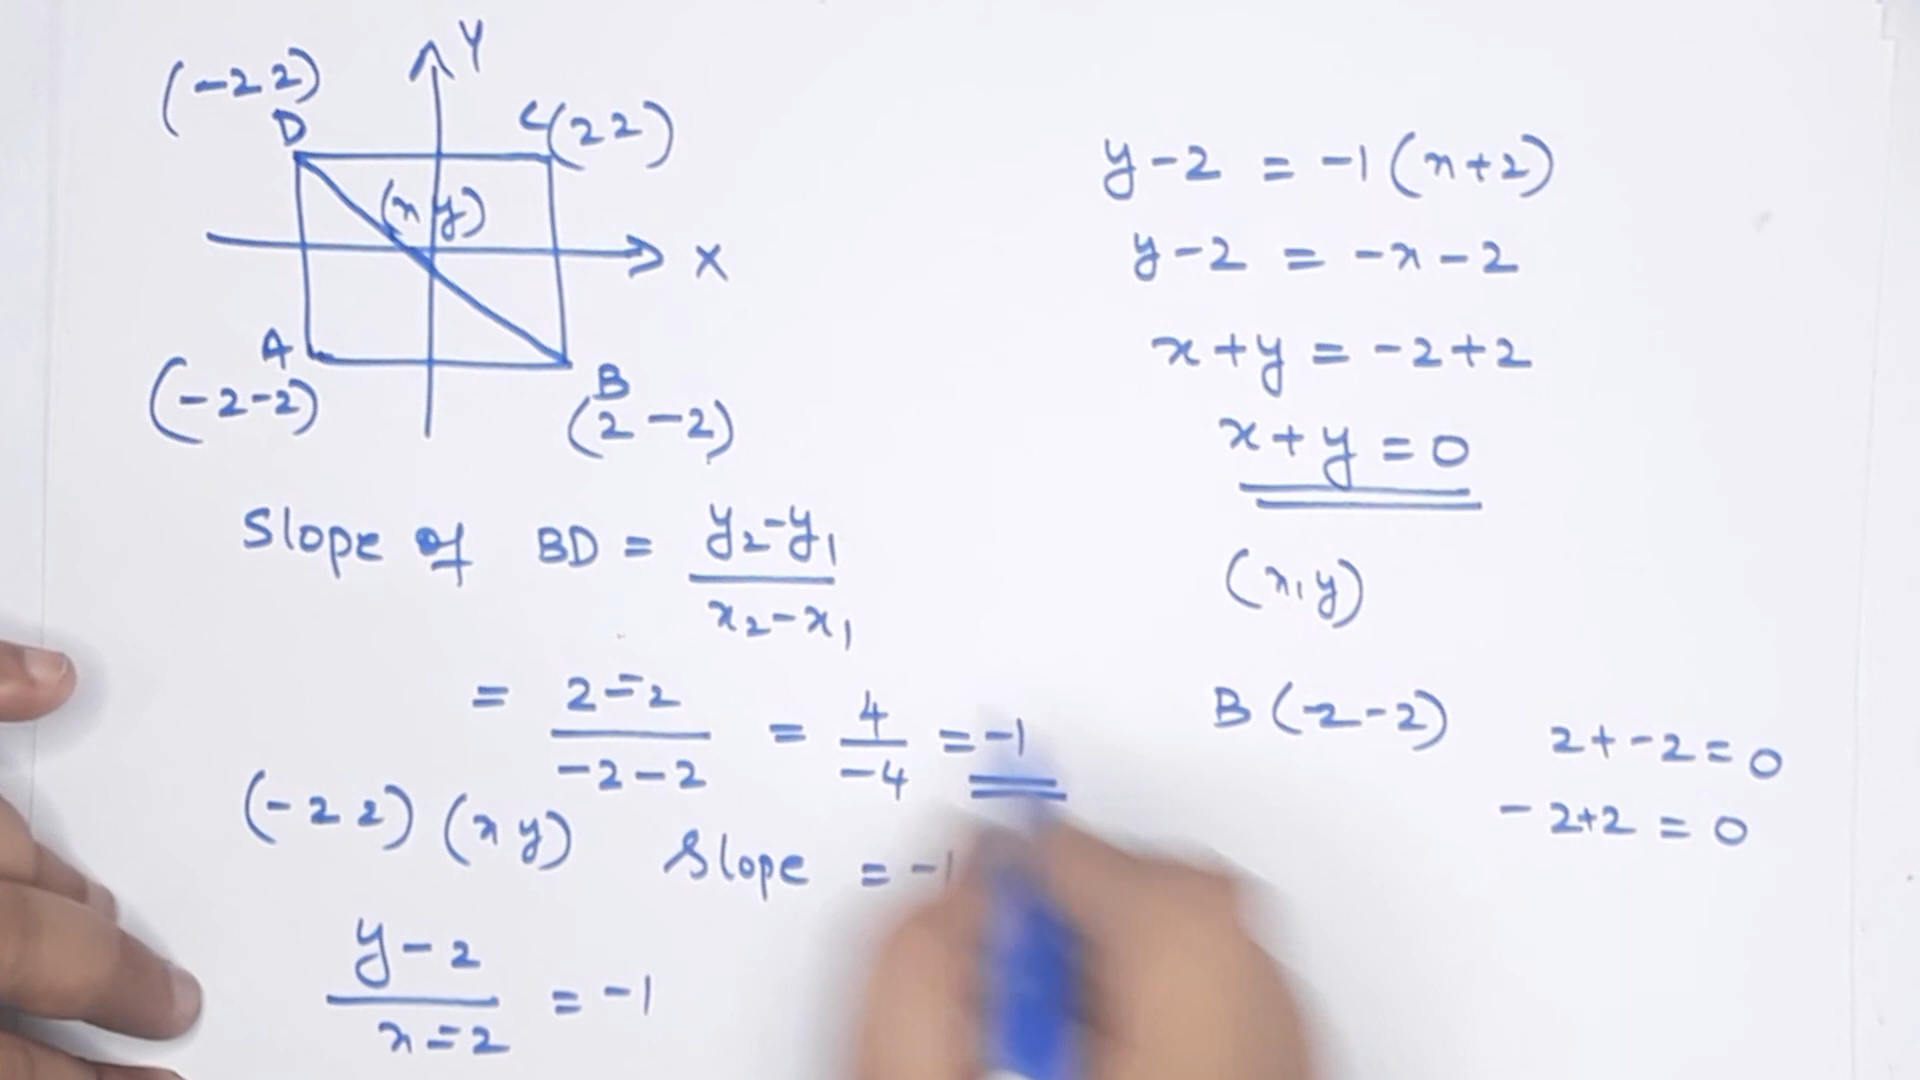 Y
(-2 2)
D
C(2 2)
(x y)
X
A
(-2 -2)
B
(2 -2)
Slope of BD = y₂-y₁
x₂-x₁
= 2--2 = 4 = -1
-2-2 -4
(-2 2) (x y) Slope = -1
y-2 = -1
x--2
y-2 = -1(x+2)
y-2 = -x-2
x+y = -2+2
x+y = 0
(x,y)
B(2-2)
2+-2=0
-2+2 = 0